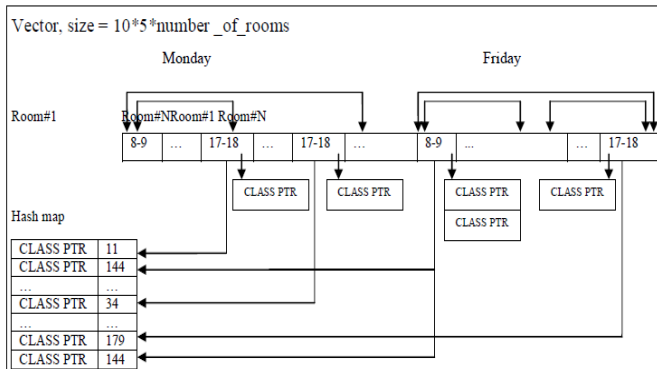 Vector, size = 10*5*number _of_rooms
Monday Friday
Room#1 Room#NRoom#1 Room#N
8-9 ... 17-18 ... 17-18 ... 8-9 ... ... 17-18
CLASS PTR CLASS PTR CLASS PTR CLASS PTR
CLASS PTR
Hash map
CLASS PTR 11
CLASS PTR 144
... ...
CLASS PTR 34
... ...
CLASS PTR 179
CLASS PTR 144